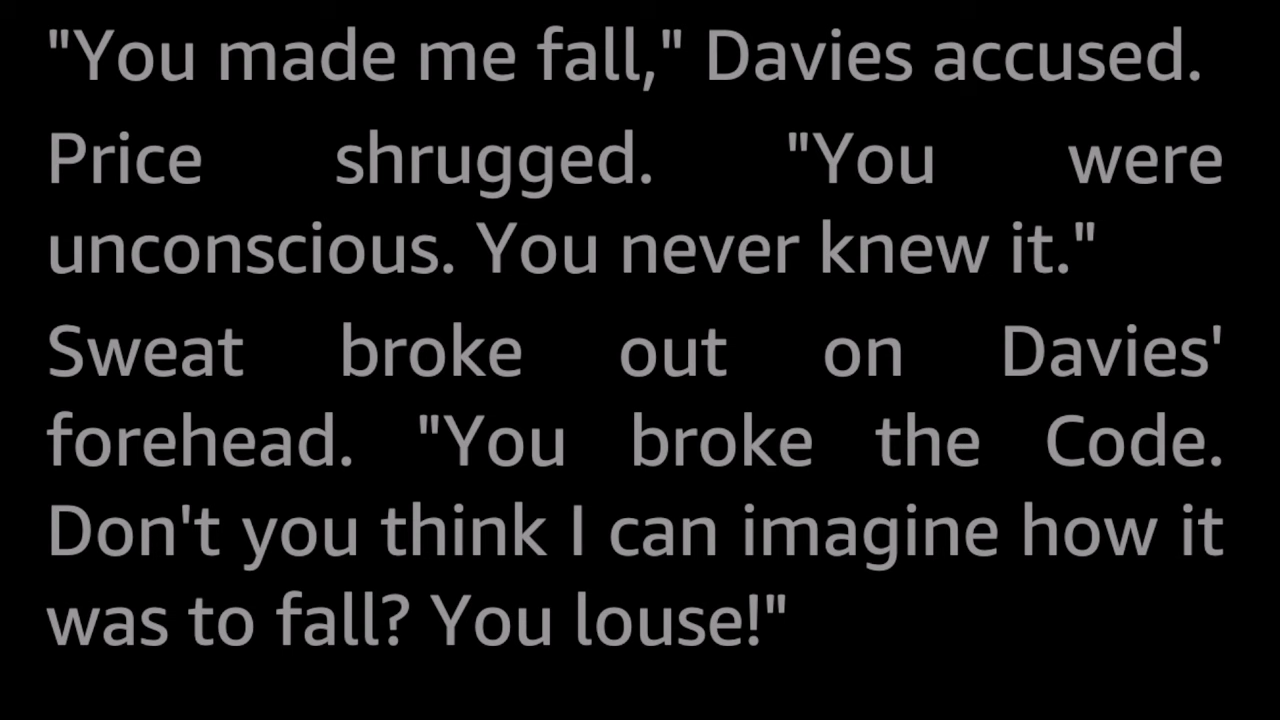 "You made me fall," Davies accused.
Price shrugged. "You were
unconscious. You never knew it."
Sweat broke out on Davies'
forehead. "You broke the Code.
Don't you think I can imagine how it
was to fall? You louse!"